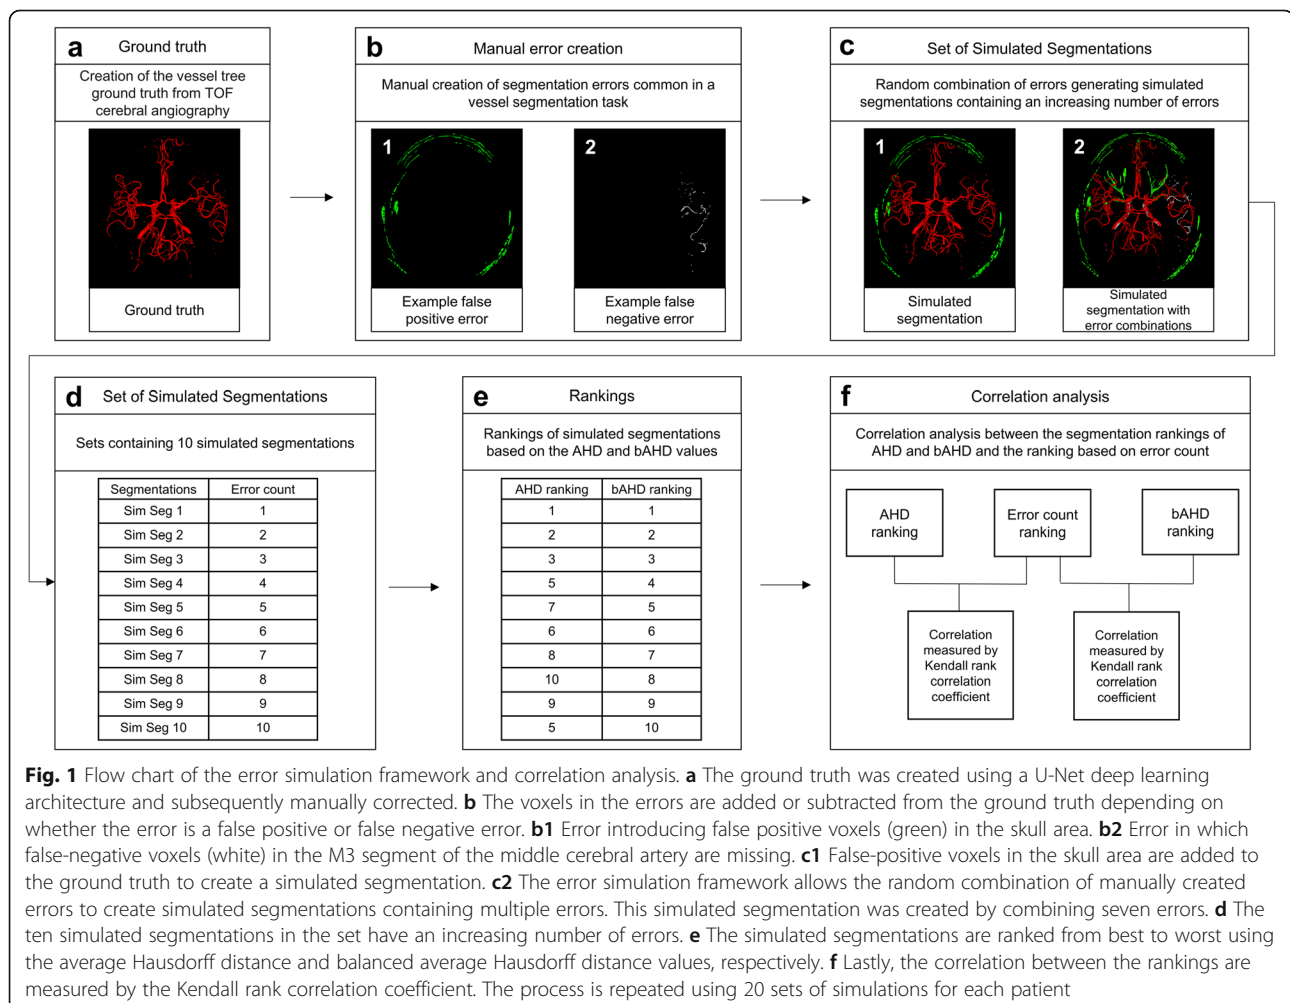 a Ground truth
Creation of the vessel tree
ground truth from TOF
cerebral angiography
Ground truth
b Manual error creation
Manual creation of segmentation errors common in a
vessel segmentation task
1
2
Example false
positive error
Example false
negative error
c Set of Simulated Segmentations
Random combination of errors generating simulated
segmentations containing an increasing number of errors
1
2
Simulated
segmentation
Simulated
segmentation with
error combinations
d Set of Simulated Segmentations
Sets containing 10 simulated segmentations
Segmentations Error count
Sim Seg 1 1
Sim Seg 2 2
Sim Seg 3 3
Sim Seg 4 4
Sim Seg 5 5
Sim Seg 6 6
Sim Seg 7 7
Sim Seg 8 8
Sim Seg 9 9
Sim Seg 10 10
e Rankings
Rankings of simulated segmentations
based on the AHD and bAHD values
AHD ranking bAHD ranking
1 1
2 2
3 3
5 4
7 5
6 6
8 7
10 8
9 9
5 10
f Correlation analysis
Correlation analysis between the segmentation rankings of
AHD and bAHD and the ranking based on error count
AHD
ranking
Error count
ranking
bAHD
ranking
Correlation
measured by
Kendall rank
correlation
coefficient
Correlation
measured by
Kendall rank
correlation
coefficient
Fig. 1 Flow chart of the error simulation framework and correlation analysis. a The ground truth was created using a U-Net deep learning
architecture and subsequently manually corrected. b The voxels in the errors are added or subtracted from the ground truth depending on
whether the error is a false positive or false negative error. b1 Error introducing false positive voxels (green) in the skull area. b2 Error in which
false-negative voxels (white) in the M3 segment of the middle cerebral artery are missing. c1 False-positive voxels in the skull area are added to
the ground truth to create a simulated segmentation. c2 The error simulation framework allows the random combination of manually created
errors to create simulated segmentations containing multiple errors. This simulated segmentation was created by combining seven errors. d The
ten simulated segmentations in the set have an increasing number of errors. e The simulated segmentations are ranked from best to worst using
the average Hausdorff distance and balanced average Hausdorff distance values, respectively. f Lastly, the correlation between the rankings are
measured by the Kendall rank correlation coefficient. The process is repeated using 20 sets of simulations for each patient